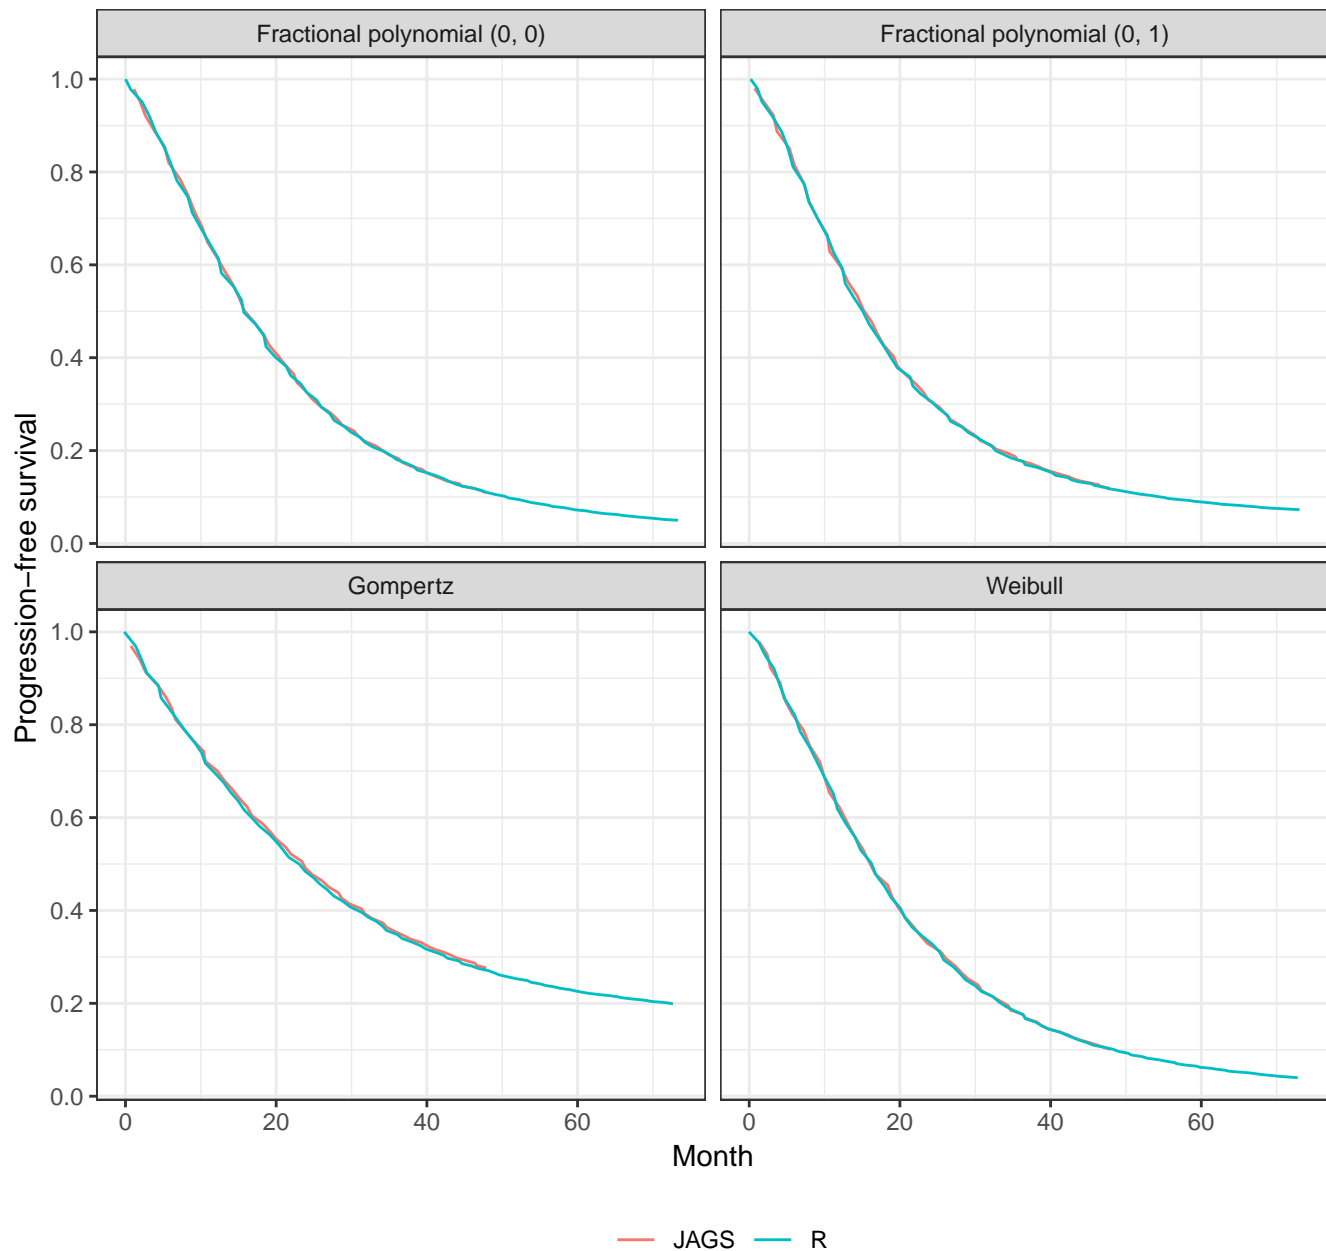 Fractional polynomial (0, 0) Fractional polynomial (0, 1)
1.0
0.8
0.6
0.4
0.2
0.0
Progression−free survival
Gompertz Weibull
1.0
0.8
0.6
0.4
0.2
0.0
0 20 40 60 0 20 40 60
Month
JAGS R